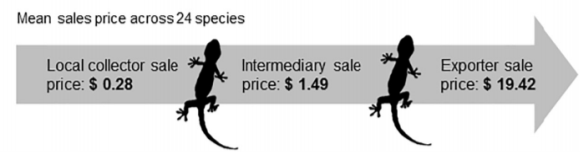 Mean sales price across 24 species
Local collector sale
price: $ 0.28
Intermediary sale
price: $ 1.49
Exporter sale
price: $ 19.42